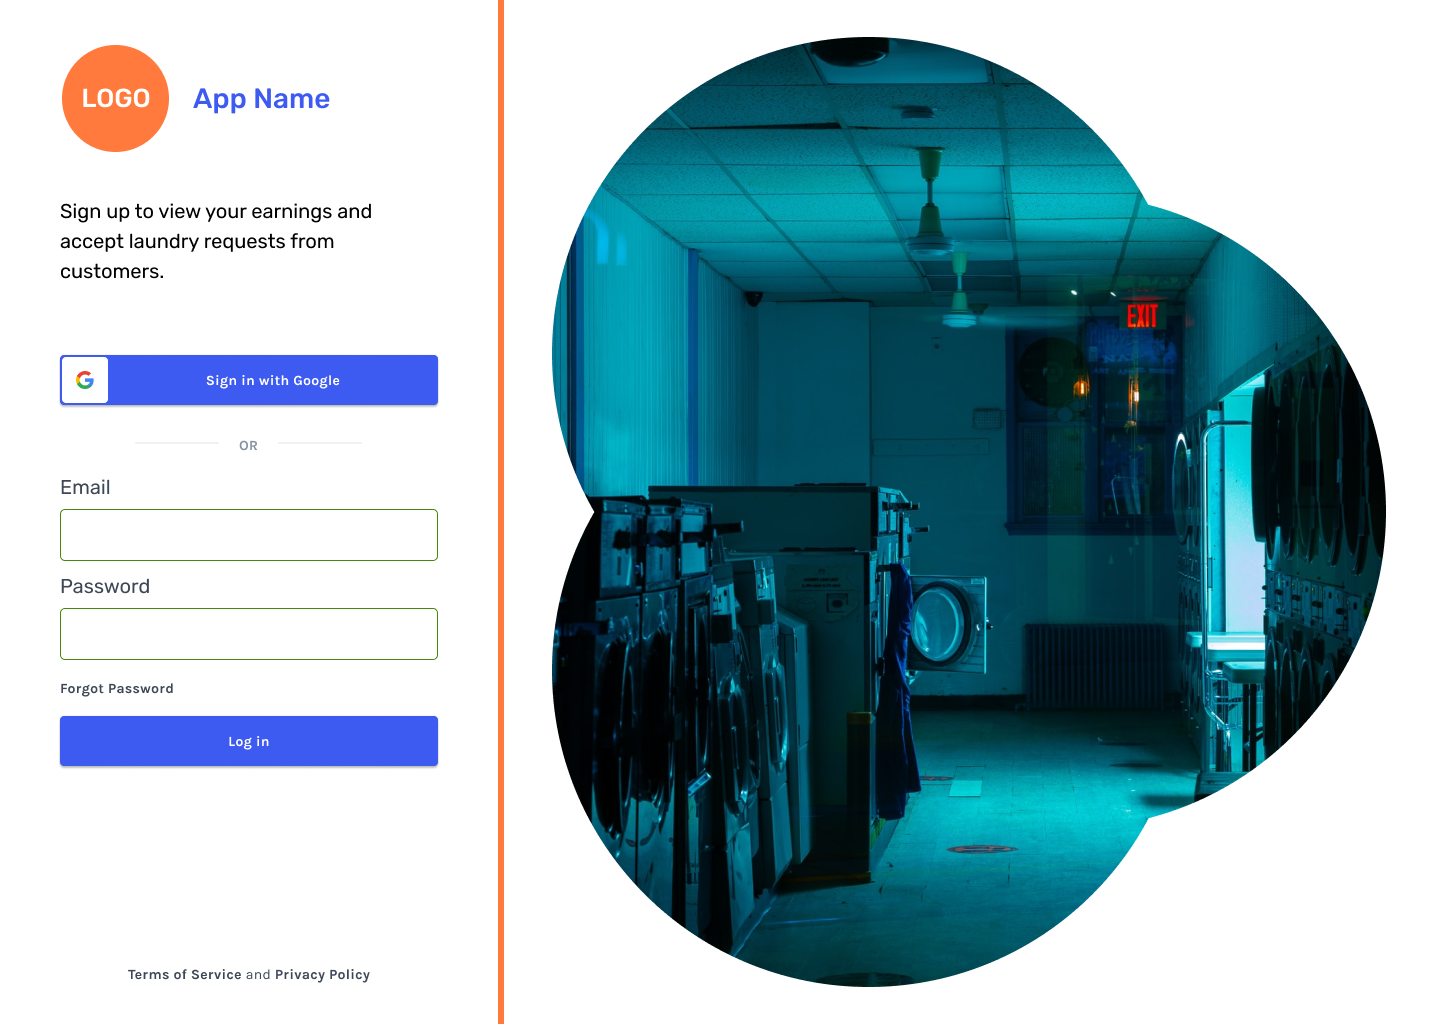 LOGO
App Name
Sign up to view your earnings and
accept laundry requests from
customers.
Sign in with Google
OR
Email
Password
Forgot Password
Log in
Terms of Service and Privacy Policy
EXIT